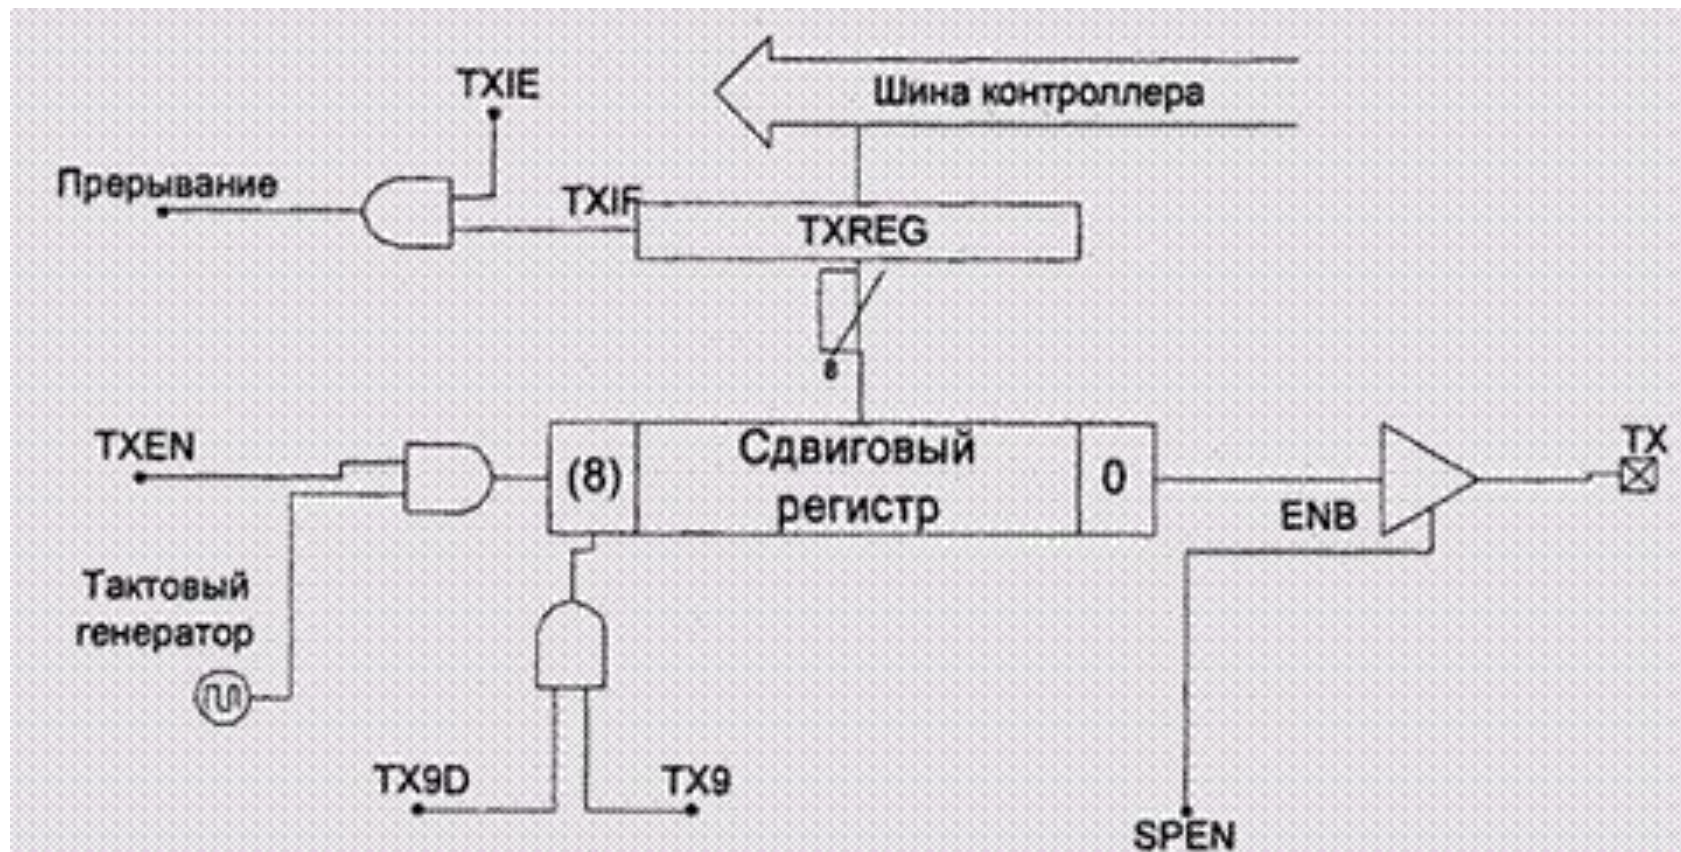 TXIE
Шина контроллера
Прерывание
TXIF
TXREG
8
TXEN
(8)
Сдвиговый
регистр
0
TX
ENB
Тактовый
генератор
TX9D
TX9
SPEN